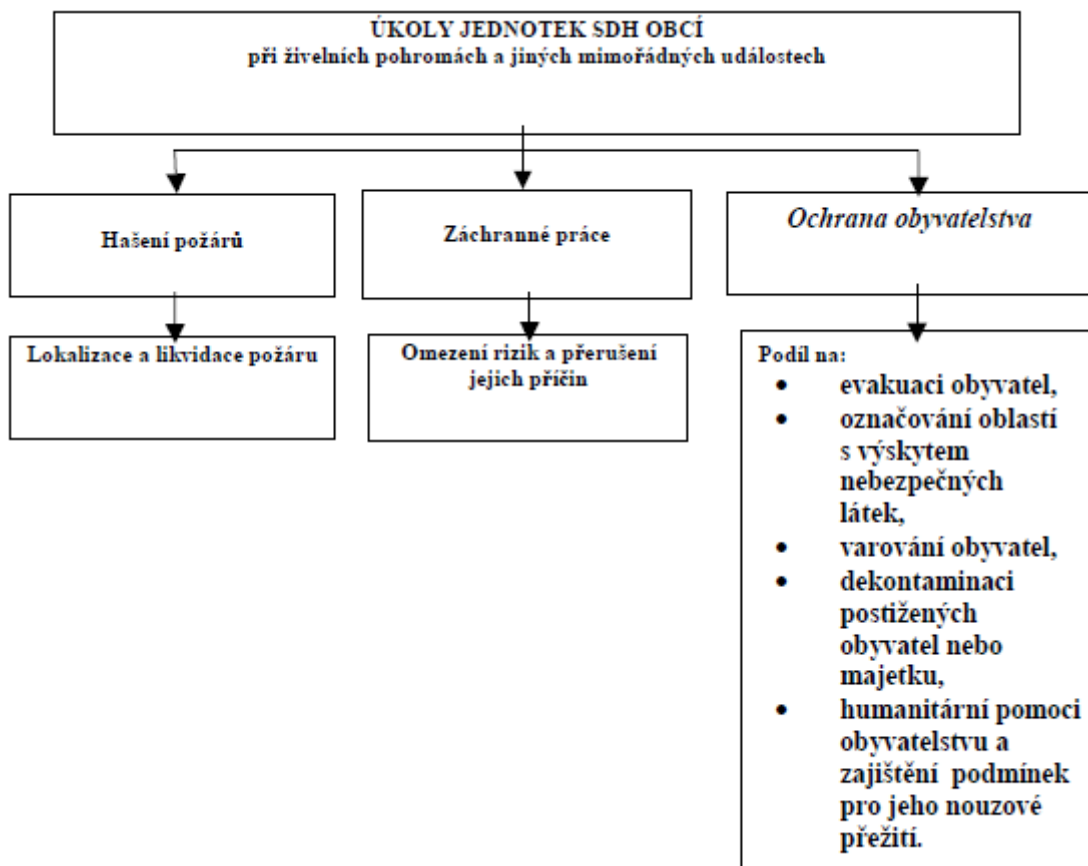 ÚKOLY JEDNOTEK SDH OBCÍ
při živelních pohromách a jiných mimořádných událostech
Hašení požárů
Záchranné práce
Ochrana obyvatelstva
Lokalizace a likvidace požáru
Omezení rizik a přerušení
jejich příčin
Podíl na:
• evakuaci obyvatel,
• označování oblastí
s výskytem
nebezpečných
látek,
• varování obyvatel,
• dekontaminaci
postižených
obyvatel nebo
majetku,
• humanitární pomoci
obyvatelstvu a
zajištění podmínek
pro jeho nouzové
přežití.